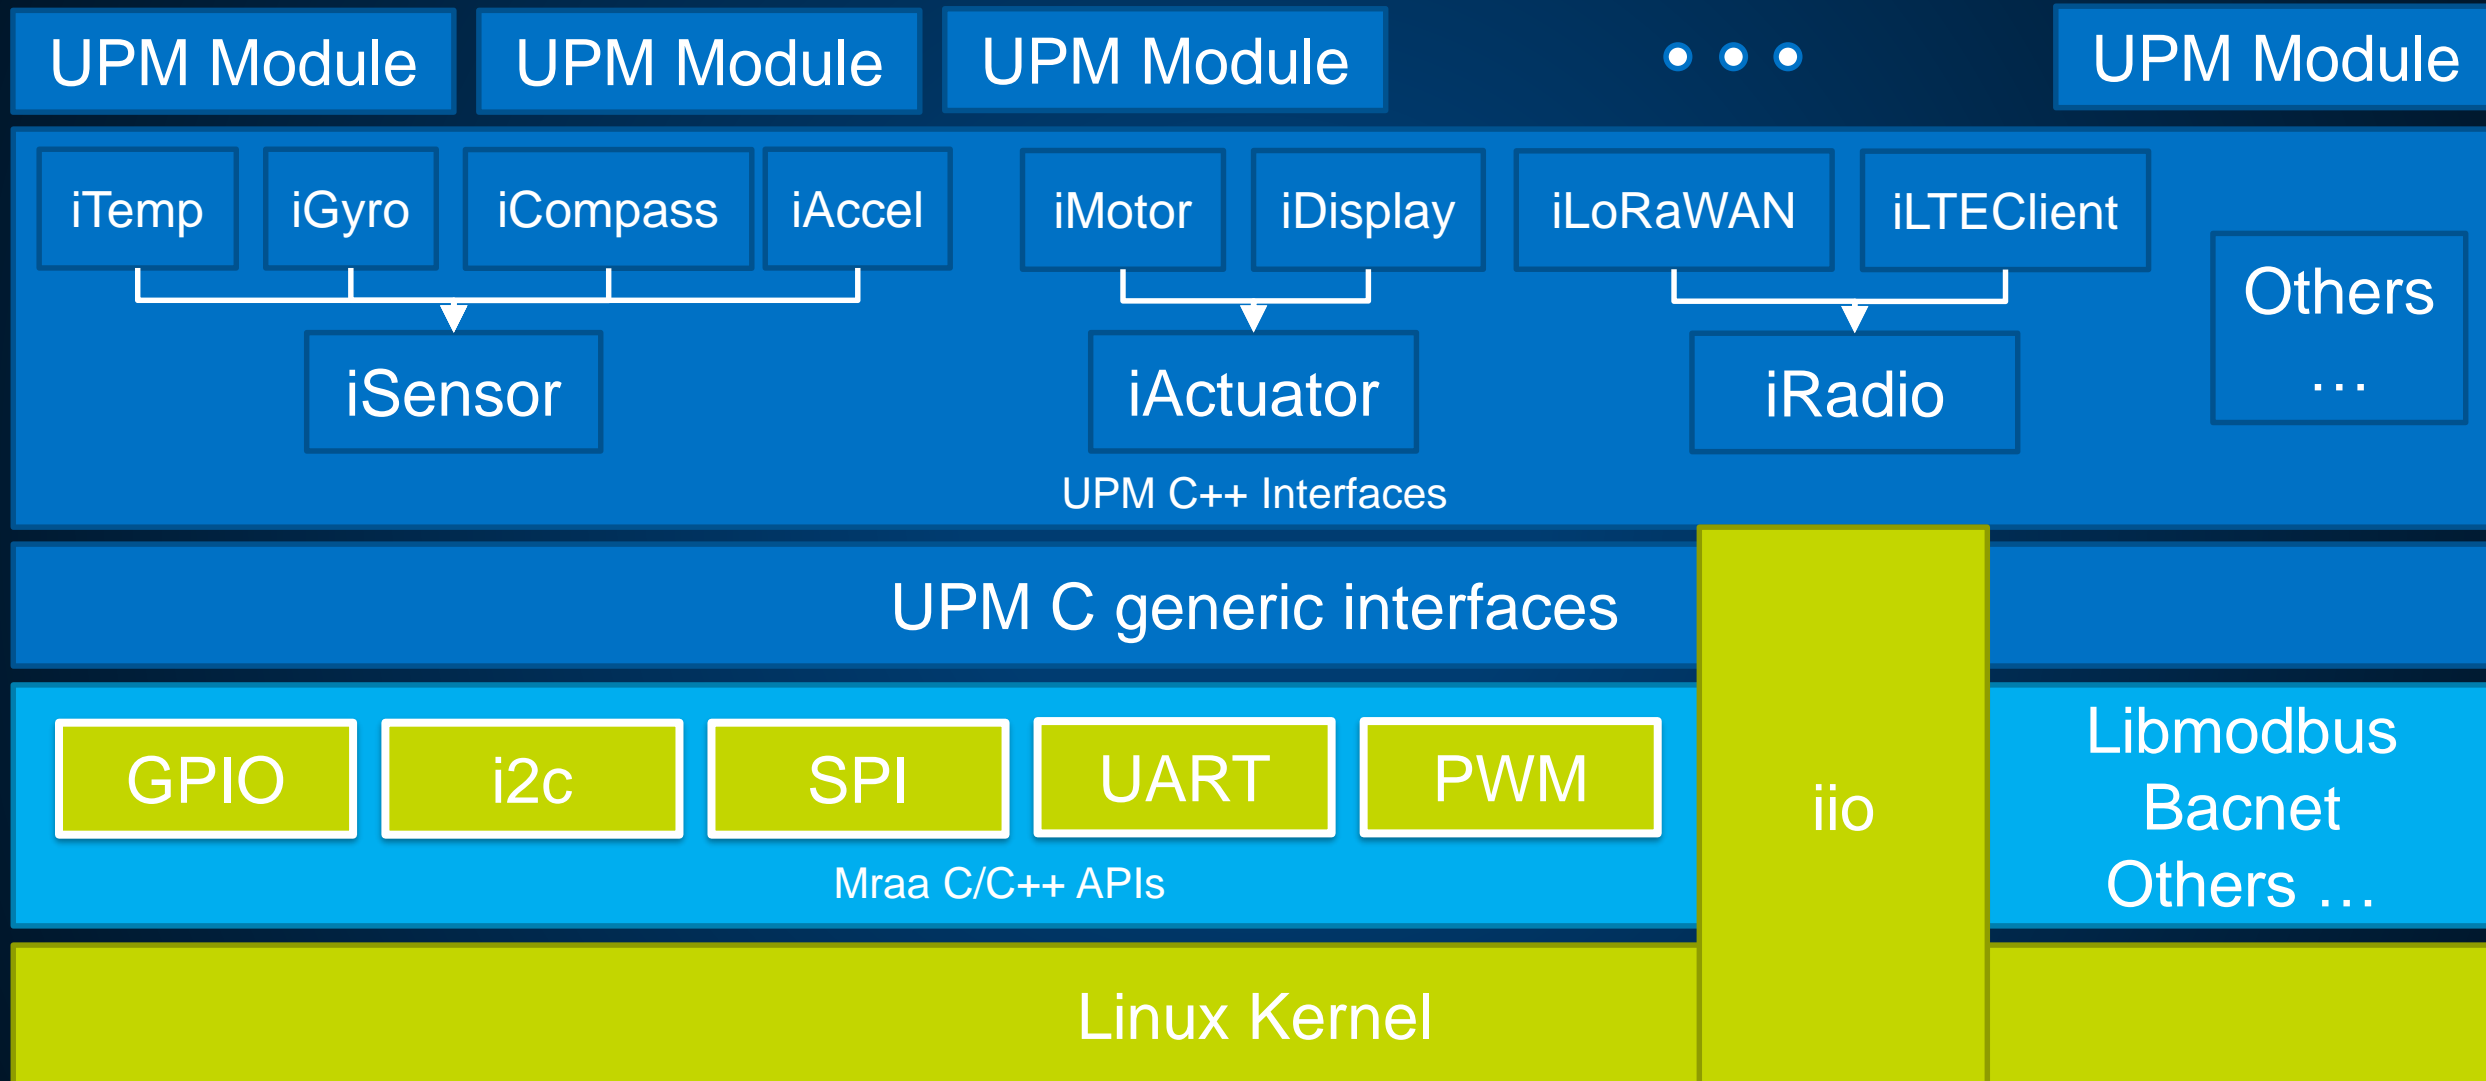 UPM Module
UPM Module
UPM Module
UPM Module
iTemp
iGyro
iCompass
iAccel
iMotor
iDisplay
iLoRaWAN
iLTEClient
Others
…
iSensor
iActuator
iRadio
UPM C++ Interfaces
UPM C generic interfaces
GPIO
i2c
SPI
UART
PWM
Mraa C/C++ APIs
iio
Libmodbus
Bacnet
Others …
Linux Kernel